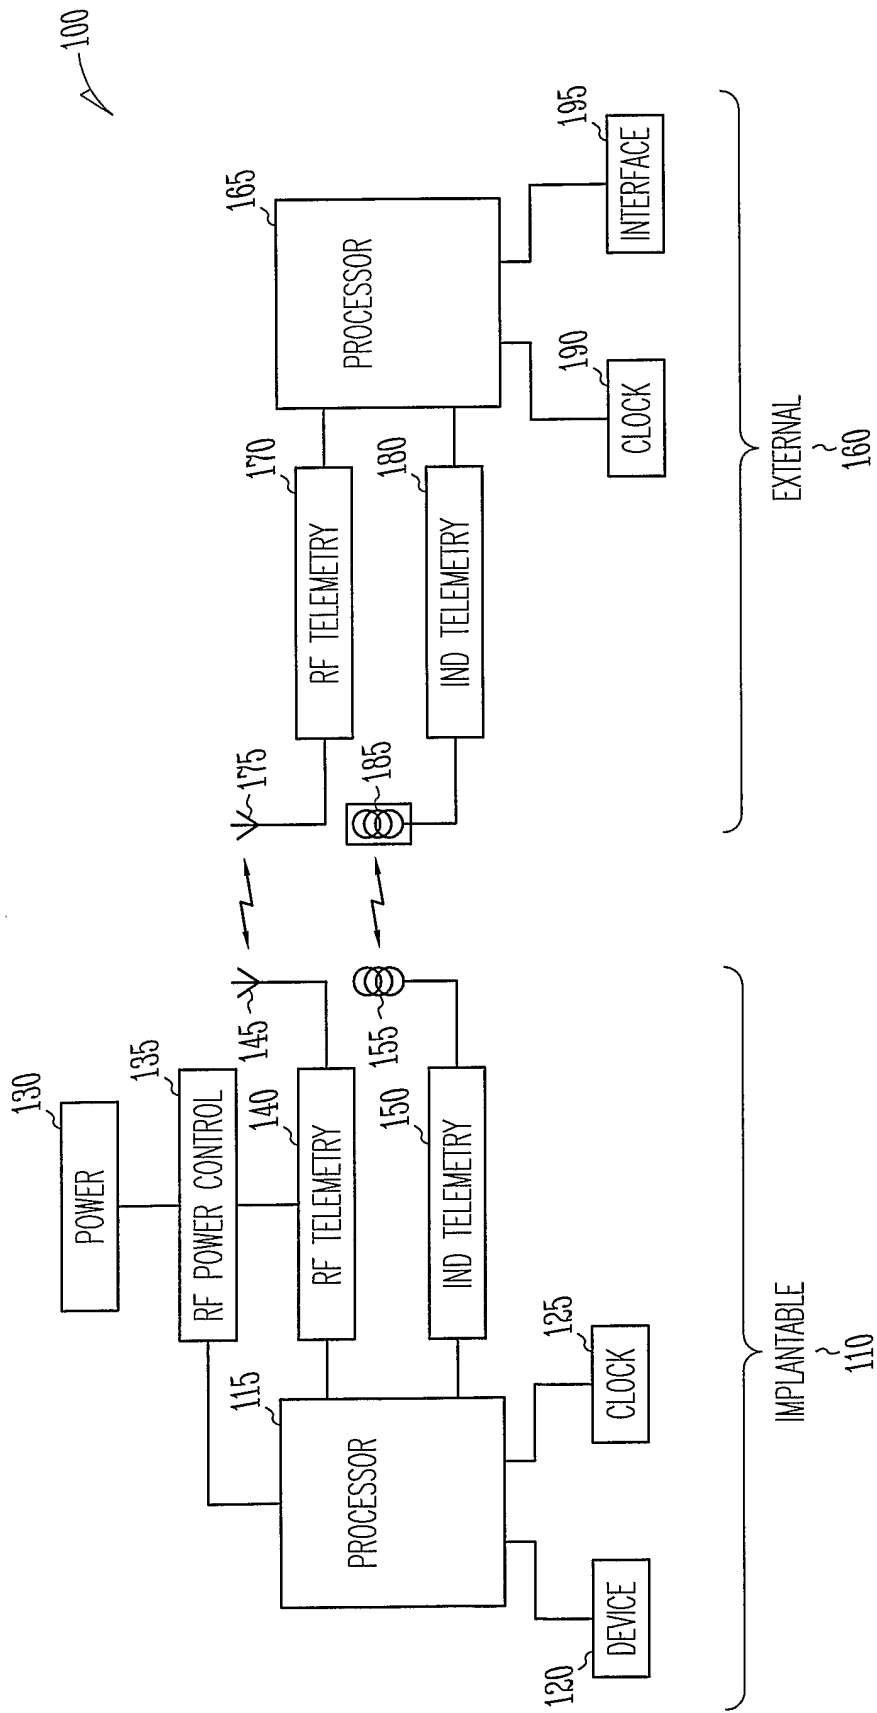 100
130
POWER
135
RF POWER CONTROL
140
RF TELEMETRY
145
175
170
RF TELEMETRY
165
PROCESSOR
115
PROCESSOR
150
IND TELEMETRY
155
185
180
IND TELEMETRY
120
DEVICE
125
CLOCK
190
CLOCK
195
INTERFACE
IMPLANTABLE
110
EXTERNAL
160